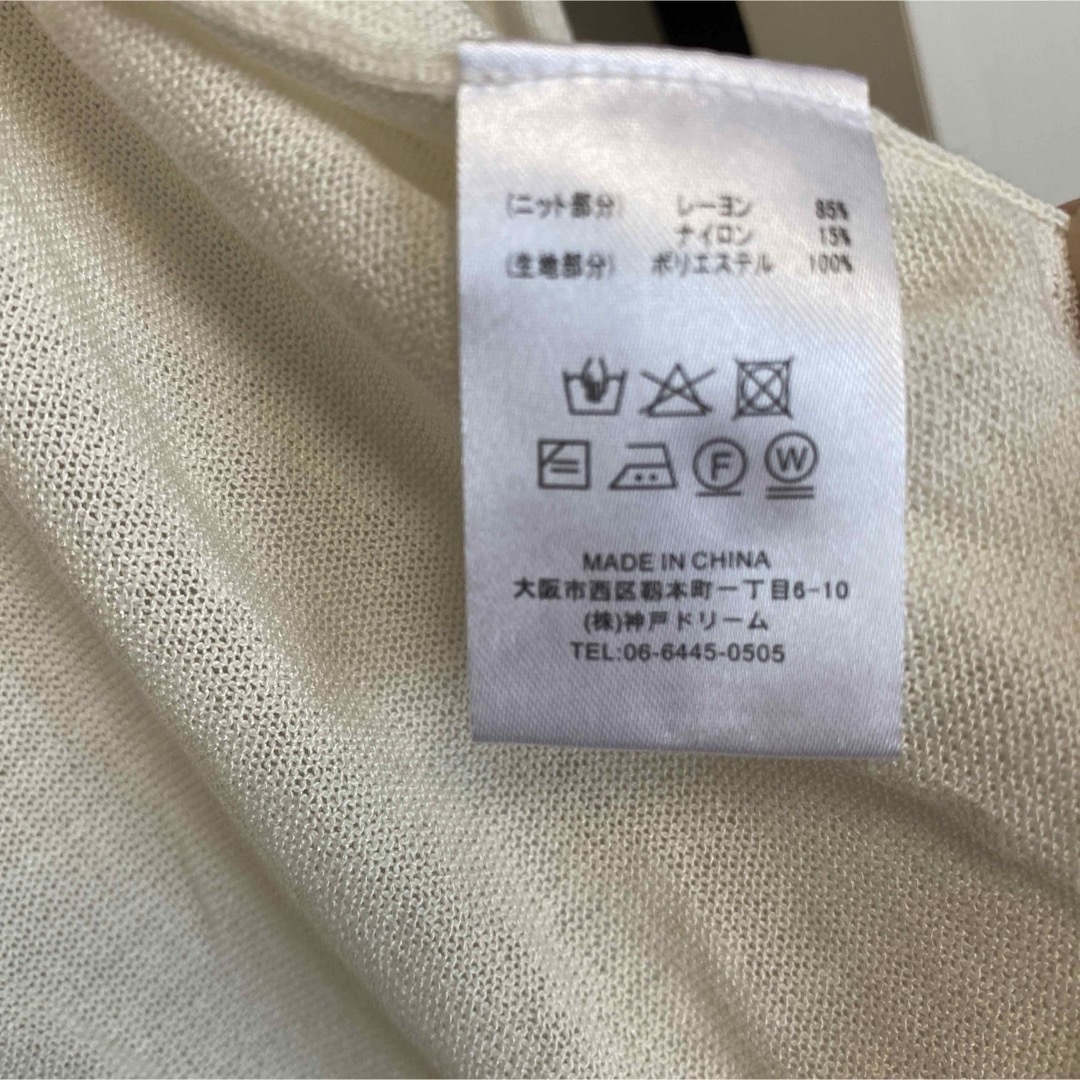 (ニット部分) レーヨン 85%
ナイロン 15%
(生地部分) ポリエステル 100%
F W
MADE IN CHINA
大阪市西区靱本町一丁目6-10
(株)神戸ドリーム
TEL:06-6445-0505